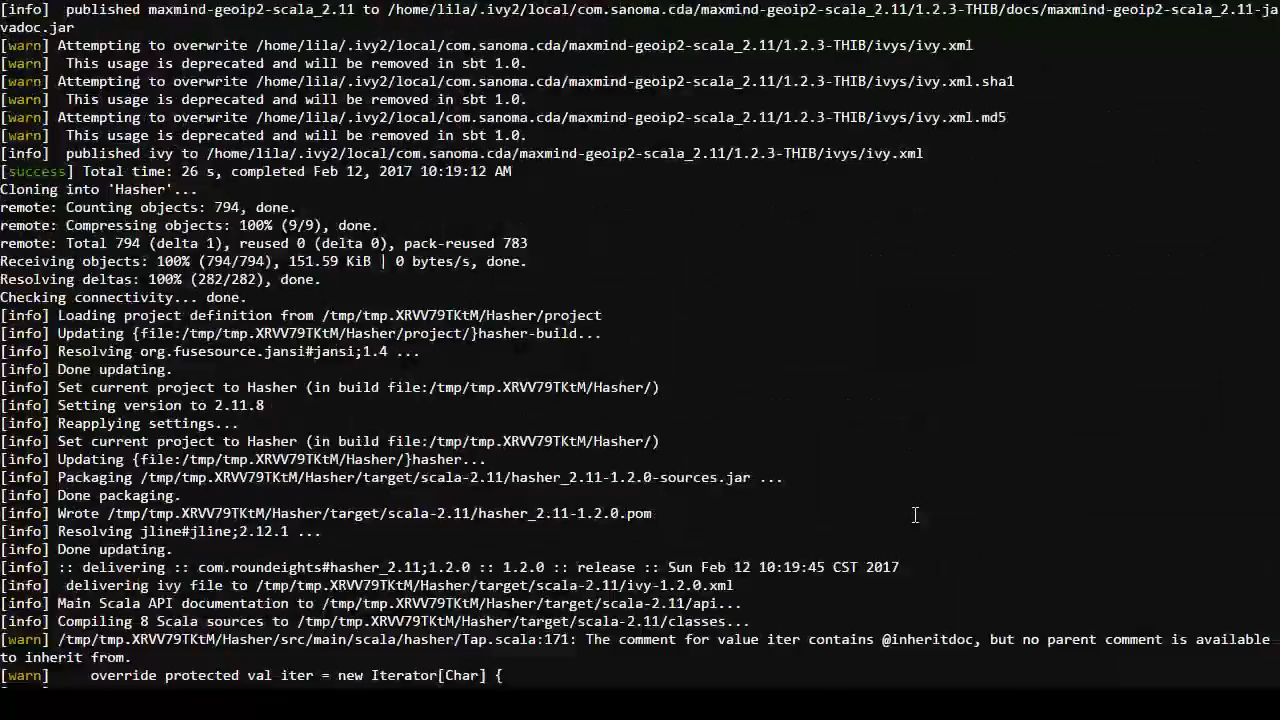 [info]  published maxmind-geoip2-scala_2.11 to /home/lila/.ivy2/local/com.sanoma.cda/maxmind-geoip2-scala_2.11/1.2.3-THIB/docs/maxmind-geoip2-scala_2.11-ja
vadoc.jar
[warn] Attempting to overwrite /home/lila/.ivy2/local/com.sanoma.cda/maxmind-geoip2-scala_2.11/1.2.3-THIB/ivys/ivy.xml
[warn]  This usage is deprecated and will be removed in sbt 1.0.
[warn] Attempting to overwrite /home/lila/.ivy2/local/com.sanoma.cda/maxmind-geoip2-scala_2.11/1.2.3-THIB/ivys/ivy.xml.sha1
[warn]  This usage is deprecated and will be removed in sbt 1.0.
[warn] Attempting to overwrite /home/lila/.ivy2/local/com.sanoma.cda/maxmind-geoip2-scala_2.11/1.2.3-THIB/ivys/ivy.xml.md5
[warn]  This usage is deprecated and will be removed in sbt 1.0.
[info]  published ivy to /home/lila/.ivy2/local/com.sanoma.cda/maxmind-geoip2-scala_2.11/1.2.3-THIB/ivys/ivy.xml
[success] Total time: 26 s, completed Feb 12, 2017 10:19:12 AM
Cloning into 'Hasher'...
remote: Counting objects: 794, done.
remote: Compressing objects: 100% (9/9), done.
remote: Total 794 (delta 1), reused 0 (delta 0), pack-reused 783
Receiving objects: 100% (794/794), 151.59 KiB | 0 bytes/s, done.
Resolving deltas: 100% (282/282), done.
Checking connectivity... done.
[info] Loading project definition from /tmp/tmp.XRVV79TKtM/Hasher/project
[info] Updating {file:/tmp/tmp.XRVV79TKtM/Hasher/project/}hasher-build...
[info] Resolving org.fusesource.jansi#jansi;1.4 ...
[info] Done updating.
[info] Set current project to Hasher (in build file:/tmp/tmp.XRVV79TKtM/Hasher/)
[info] Setting version to 2.11.8
[info] Reapplying settings...
[info] Set current project to Hasher (in build file:/tmp/tmp.XRVV79TKtM/Hasher/)
[info] Updating {file:/tmp/tmp.XRVV79TKtM/Hasher/}hasher...
[info] Packaging /tmp/tmp.XRVV79TKtM/Hasher/target/scala-2.11/hasher_2.11-1.2.0-sources.jar ...
[info] Done packaging.
[info] Wrote /tmp/tmp.XRVV79TKtM/Hasher/target/scala-2.11/hasher_2.11-1.2.0.pom
[info] Resolving jline#jline;2.12.1 ...
[info] Done updating.
[info] :: delivering :: com.roundeights#hasher_2.11;1.2.0 :: 1.2.0 :: release :: Sun Feb 12 10:19:45 CST 2017
[info]  delivering ivy file to /tmp/tmp.XRVV79TKtM/Hasher/target/scala-2.11/ivy-1.2.0.xml
[info] Main Scala API documentation to /tmp/tmp.XRVV79TKtM/Hasher/target/scala-2.11/api...
[info] Compiling 8 Scala sources to /tmp/tmp.XRVV79TKtM/Hasher/target/scala-2.11/classes...
[warn] /tmp/tmp.XRVV79TKtM/Hasher/src/main/scala/hasher/Tap.scala:171: The comment for value iter contains @inheritdoc, but no parent comment is available
to inherit from.
[warn]     override protected val iter = new Iterator[Char] {